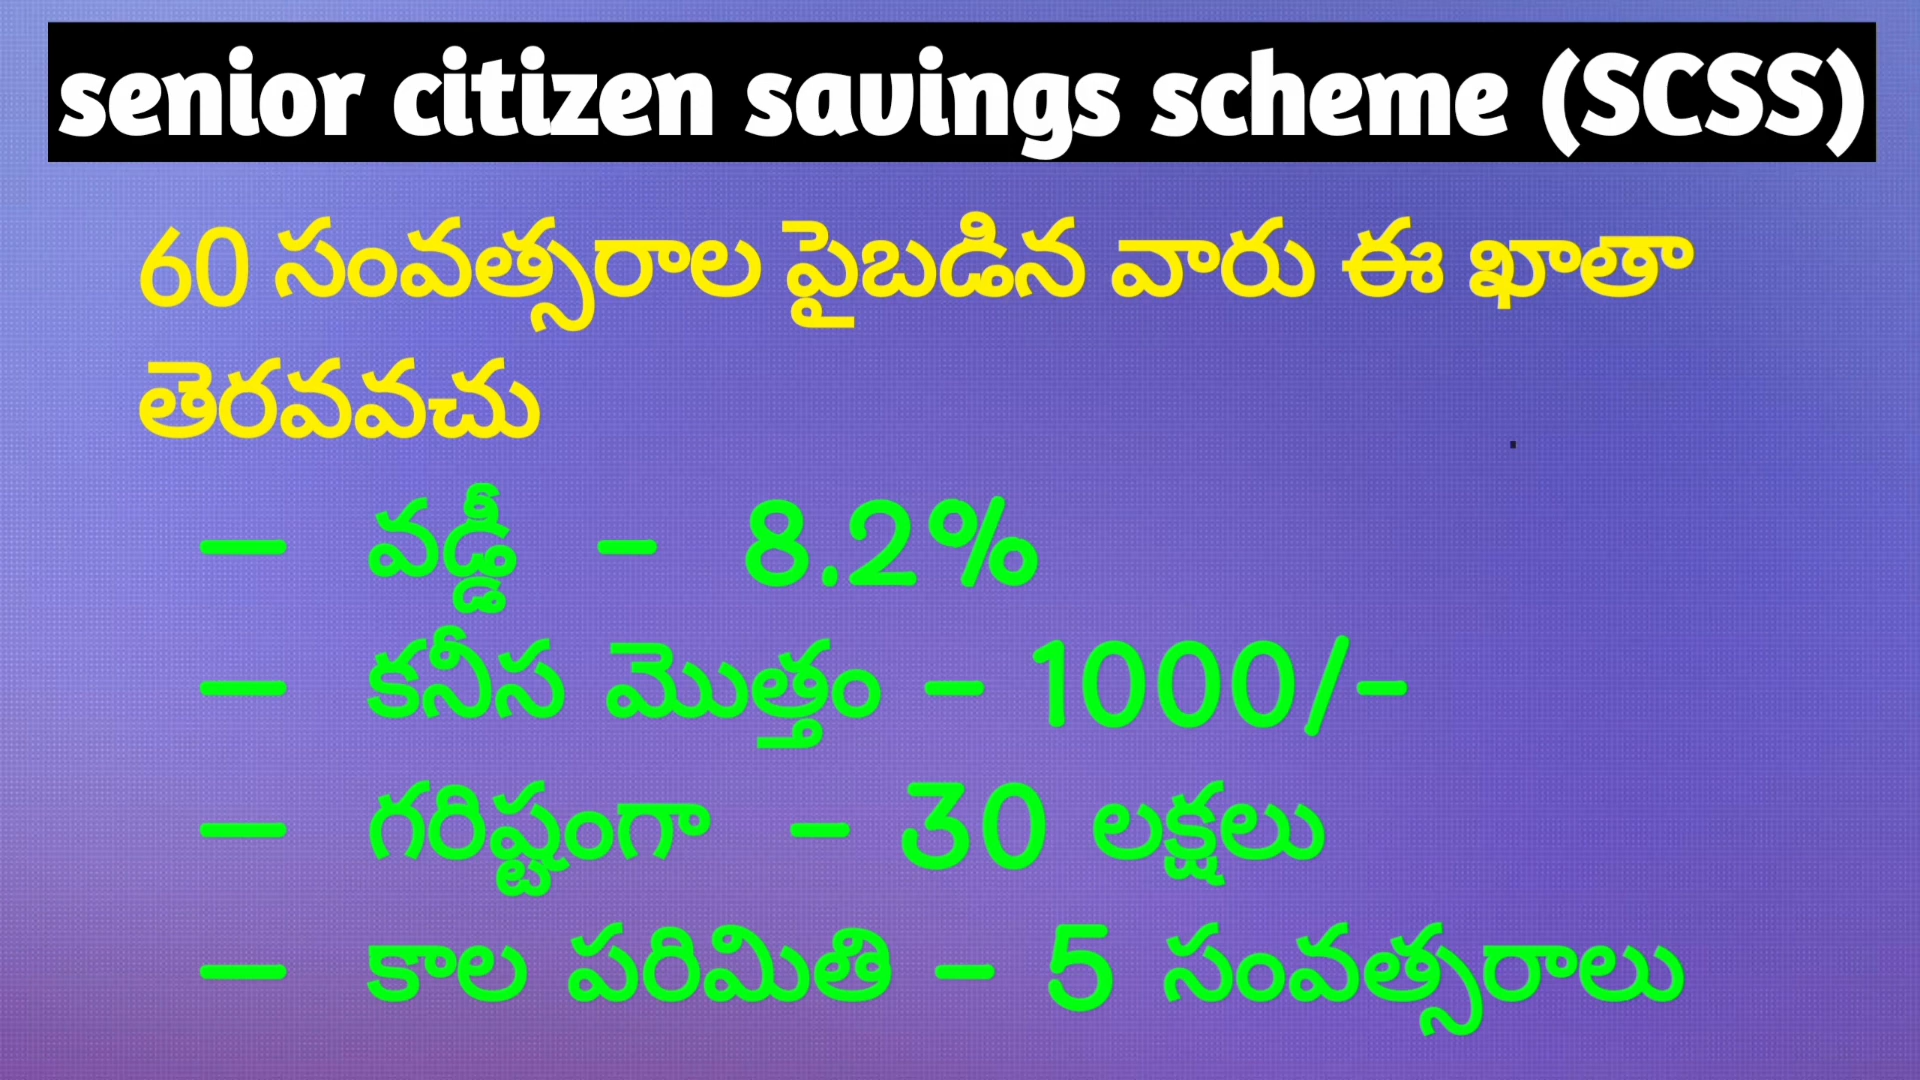 senior citizen savings scheme (SCSS)
60 సంవత్సరాల పైబడిన వారు ఈ ఖాతా
తెరవవచు
– వడ్డీ - 8.2%
– కనీస మొత్తం - 1000/-
– గరిష్టంగా - 30 లక్షలు
– కాల పరిమితి - 5 సంవత్సరాలు